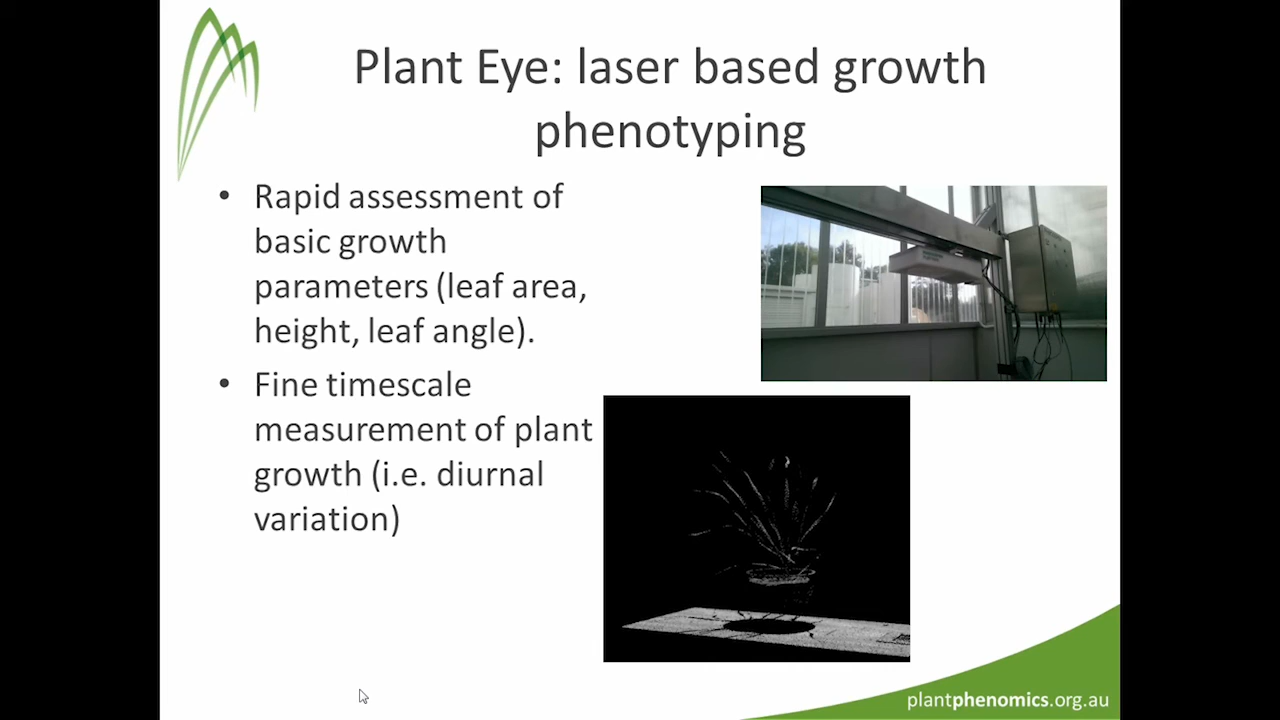 Plant Eye: laser based growth
phenotyping
• Rapid assessment of
basic growth
parameters (leaf area,
height, leaf angle).
• Fine timescale
measurement of plant
growth (i.e. diurnal
variation)
plantphenomics.org.au